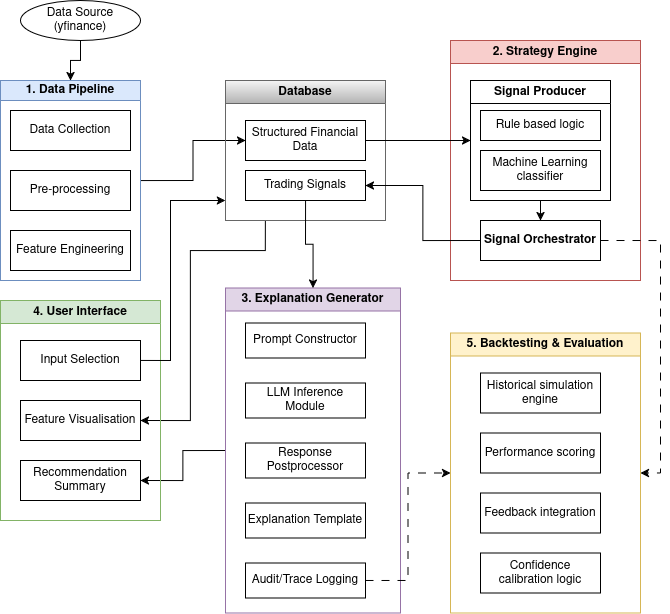 Data Source
(yfinance)
1. Data Pipeline
Data Collection
Pre-processing
Feature Engineering
Database
Structured Financial
Data
Trading Signals
2. Strategy Engine
Signal Producer
Rule based logic
Machine Learning
classifier
Signal Orchestrator
4. User Interface
Input Selection
Feature Visualisation
Recommendation
Summary
3. Explanation Generator
Prompt Constructor
LLM Inference
Module
Response
Postprocessor
Explanation Template
Audit/Trace Logging
5. Backtesting & Evaluation
Historical simulation
engine
Performance scoring
Feedback integration
Confidence
calibration logic